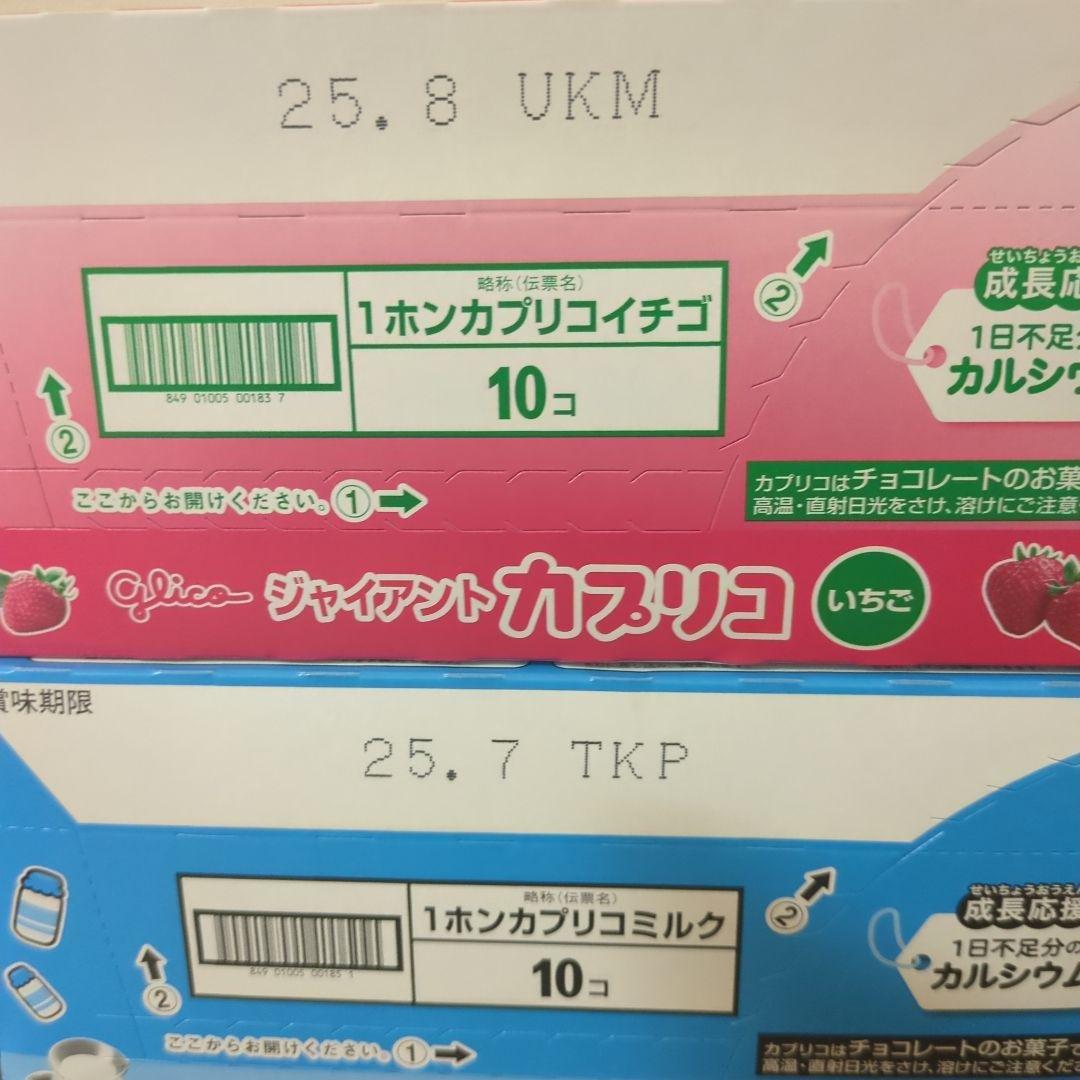 25. 8 UKM
略称(伝票名)
1ホンカプリコイチゴ
10コ
849 01005 00183 7
②
②
せいちょうお
成長応
1日不足分
カルシウ
ここからお開けください。①
カプリコはチョコレートのお菓
高温・直射日光をさけ、溶けにご注意
glico ジャイアントカプリコ いちご
賞味期限
25. 7 TKP
略称(伝票名)
1ホンカプリコミルク
10コ
849 01005 00185 1
②
②
せいちょうおうえん
成長応援
1日不足分の
カルシウム
ここからお開けください。①
カプリコはチョコレートのお菓子で
高温・直射日光をさけ、溶けにご注意くださ